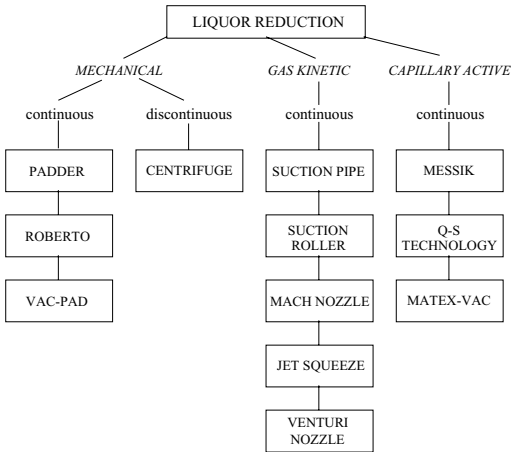 LIQUOR REDUCTION
MECHANICAL
GAS KINETIC
CAPILLARY ACTIVE
continuous
discontinuous
continuous
continuous
PADDER
CENTRIFUGE
SUCTION PIPE
MESSIK
ROBERTO
SUCTION
ROLLER
Q-S
TECHNOLOGY
VAC-PAD
MACH NOZZLE
MATEX-VAC
JET SQUEEZE
VENTURI
NOZZLE